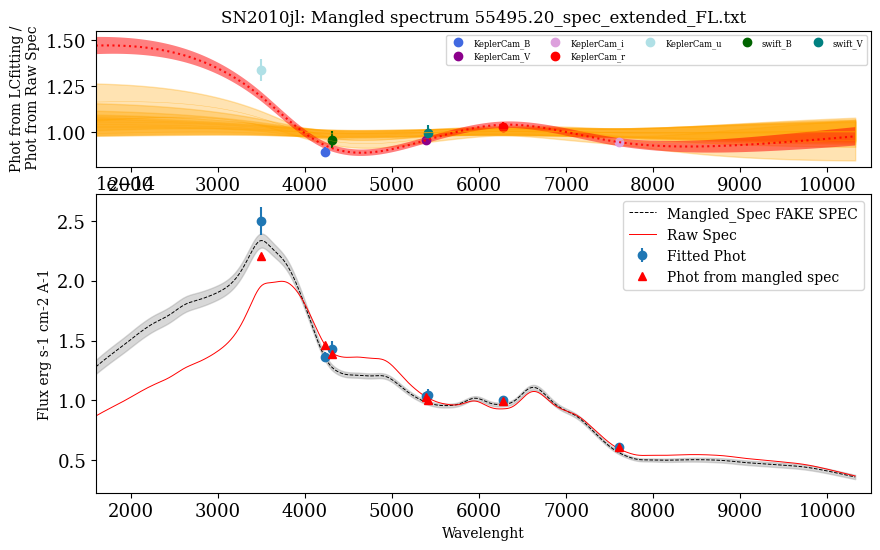 SN2010jl: Mangled spectrum 55495.20_spec_extended_FL.txt
Phot from LCfitting /
Phot from Raw Spec
1.50
1.25
1.00
KeplerCam_B
KeplerCam_V
KeplerCam_i
KeplerCam_r
KeplerCam_u
swift_B
swift_V
2000 3000 4000 5000 6000 7000 8000 9000 10000
1e−14
Flux erg s-1 cm-2 A-1
2.5
2.0
1.5
1.0
0.5
Mangled_Spec FAKE SPEC
Raw Spec
Fitted Phot
Phot from mangled spec
2000 3000 4000 5000 6000 7000 8000 9000 10000
Wavelenght